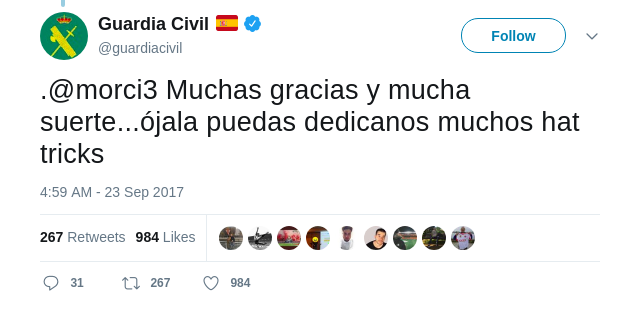 Guardia Civil
@guardiacivil
Follow
.@morci3 Muchas gracias y mucha
suerte...ójala puedas dedicanos muchos hat
tricks
4:59 AM - 23 Sep 2017
267 Retweets 984 Likes
31 267 984